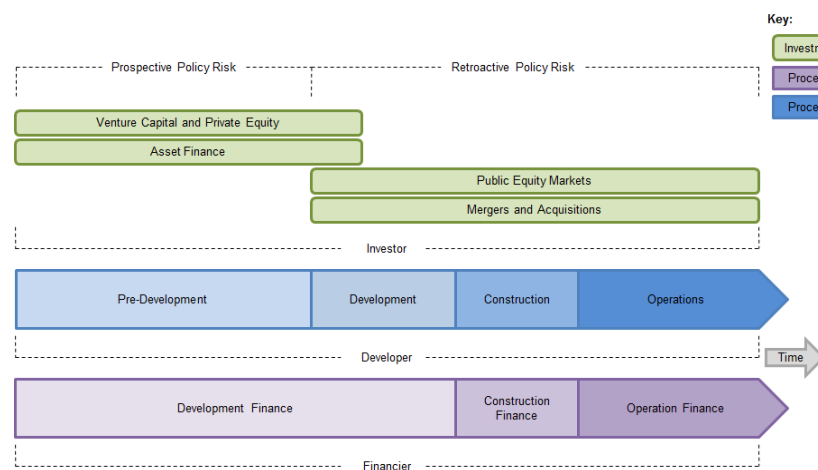 Key:
Prospective Policy Risk
Retroactive Policy Risk
Venture Capital and Private Equity
Asset Finance
Public Equity Markets
Mergers and Acquisitions
Investor
Pre-Development
Development
Construction
Operations
Developer
Time
Development Finance
Construction
Finance
Operation Finance
Financier